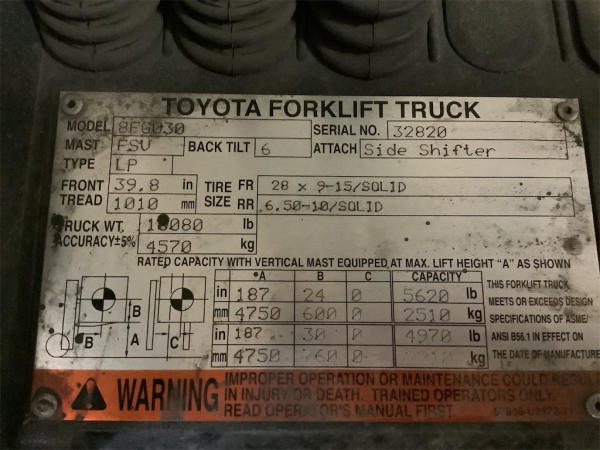 TOYOTA FORKLIFT TRUCK
MODEL 8FGU30 SERIAL NO. 32820
MAST FSV BACK TILT 6 ATTACH Side Shifter
TYPE LP
FRONT TREAD 39.8 in TIRE SIZE FR 28 x 9-15/SOLID
1010 mm RR 6.50-10/SOLID
TRUCK WT. lb
ACCURACY±5% 4570 kg
RATED CAPACITY WITH VERTICAL MAST EQUIPPED, AT MAX. LIFT HEIGHT "A" AS SHOWN
A B C CAPACITY
in 187 24 0 5620 lb THIS FORKLIFT TRUCK
mm 4750 600 0 2510 kg MEETS OR EXCEEDS DESIGN
in 187 30 0 4970 lb SPECIFICATIONS OF ASME/
mm 4750 760 0 kg ANSI B56.1 IN EFFECT ON
THE DATE OF MANUFACTURE
B
B A C
WARNING
IMPROPER OPERATION OR MAINTENANCE COULD RESULT
IN INJURY OR DEATH. TRAINED OPERATORS ONLY.
READ OPERATOR'S MANUAL FIRST.